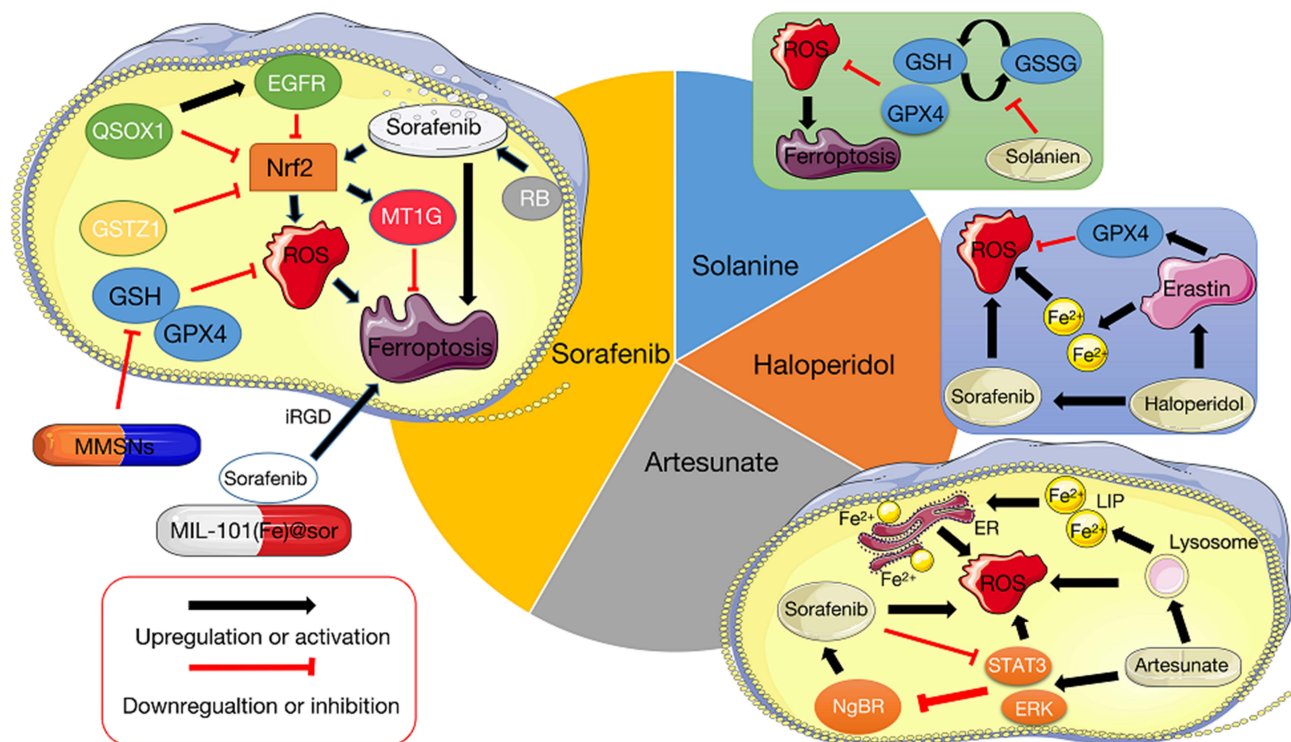 EGFR
QSOX1
Sorafenib
Nrf2
RB
GSTZ1
MT1G
ROS
GSH
GPX4
Ferroptosis
MMSNs
iRGD
Sorafenib
MIL-101(Fe)@sor
Upregulation or activation
Downregualtion or inhibition
Solanine
Haloperidol
Sorafenib
Artesunate
ROS
GSH
GSSG
GPX4
Ferroptosis
Solanien
ROS
GPX4
Erastin
Fe²⁺
Fe²⁺
Sorafenib
Haloperidol
Fe²⁺
LIP
Fe²⁺
Fe²⁺
ER
Lysosome
Fe²⁺
ROS
Sorafenib
STAT3
Artesunate
NgBR
ERK